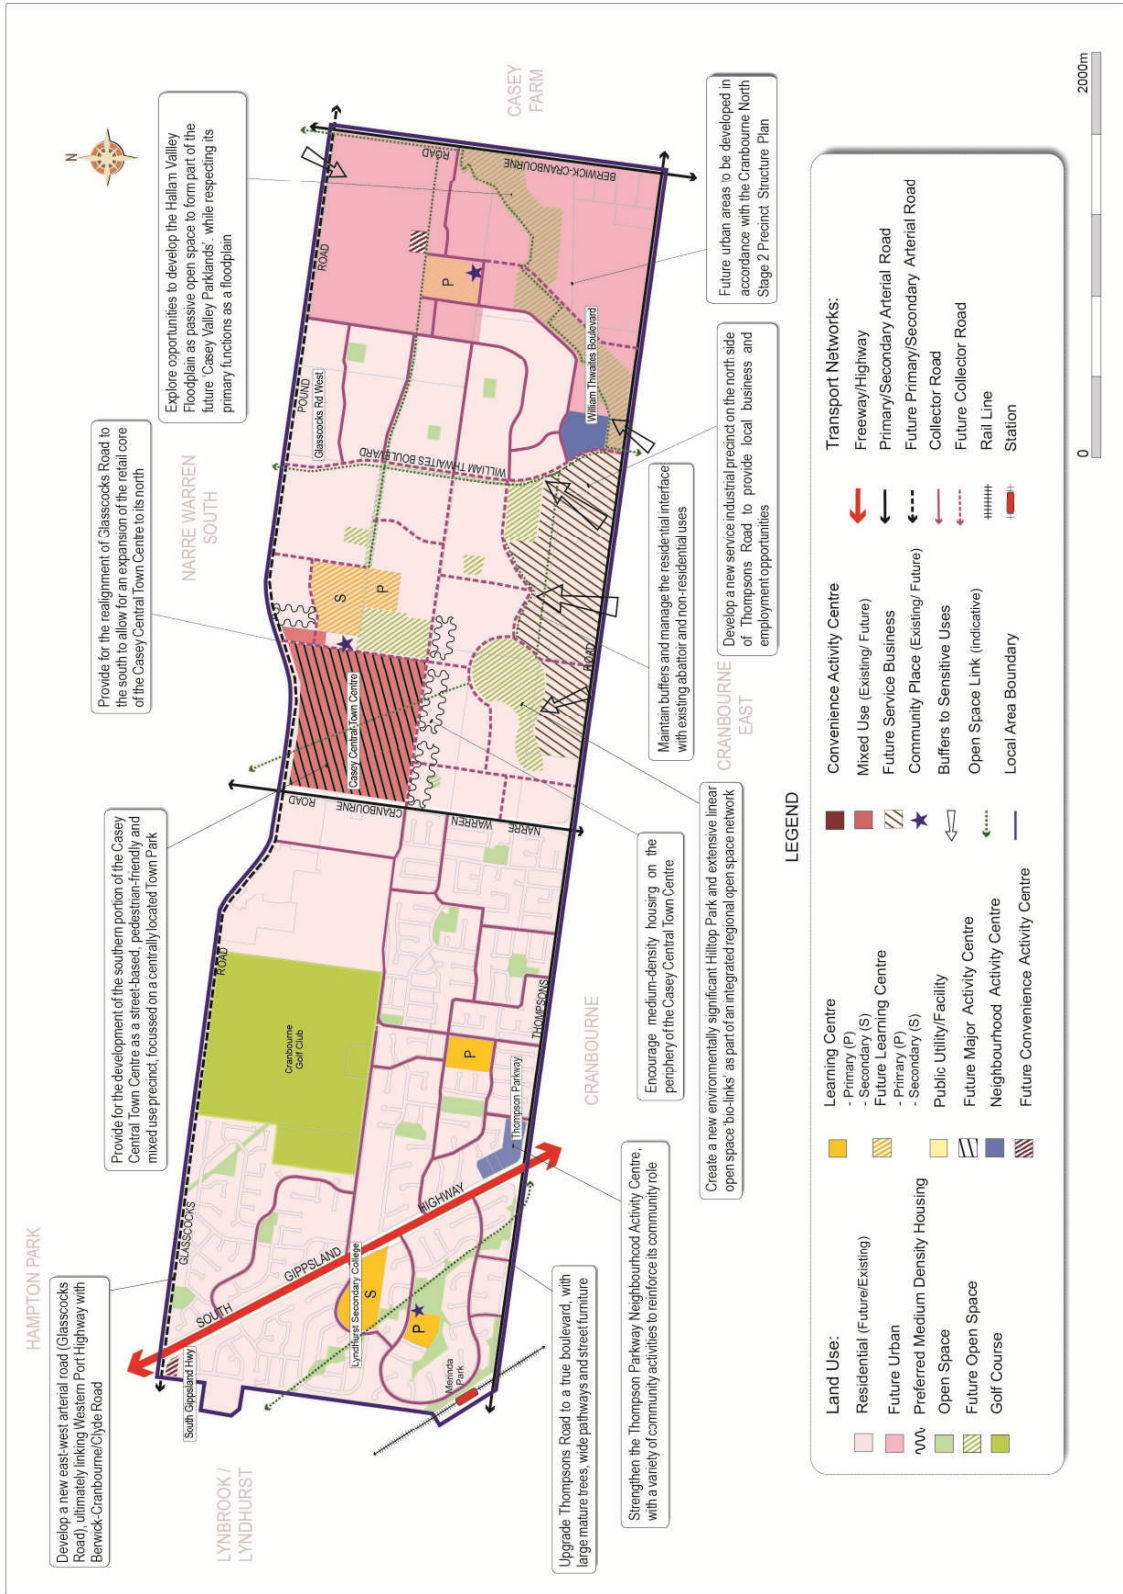 HAMPTON PARK
Develop a new east-west arterial road (Glasscocks
Road), ultimately linking Western Port Highway with
Berwick-Cranbourne/Clyde Road
Provide for the development of the southern portion of the Casey
Central Town Centre as a street-based, pedestrian-friendly and
mixed use precinct, focussed on a centrally located Town Park
Provide for the realignment of Glasscocks Road to
the south to allow for an expansion of the retail core
of the Casey Central Town Centre to its north
Explore opportunities to develop the Hallam Vallley
Floodplain as passive open space to form part of the
future 'Casey Valley Parklands'. while respecting its
primary functions as a floodplain
N
NARRE WARREN
SOUTH
CASEY
FARM
LYNBROOK /
LYNDHURST
CRANBOURNE
CRANBOURNE
EAST
South Gippsland Hwy
GLASSCOCKS
ROAD
SOUTH
GIPPSLAND
HIGHWAY
Cranbourne
Golf Club
Lyndhurst Secondary College
S
P
Merinda
Park
P
Thompson Parkway
THOMPSONS
ROAD
NARRE
WARREN
CRANBOURNE
ROAD
Casey Central Town Centre
S
P
POUND
ROAD
Glasscocks Rd West
WILLIAM THWAITES BOULEVARD
William Thwaites Boulevard
P
BERWICK-CRANBOURNE
ROAD
Upgrade Thompsons Road to a true boulevard, with
large mature trees, wide pathways and street furniture
Strengthen the Thompson Parkway Neighbourhcod Activity Centre,
with a variety of community activities to reinforce its community role
Create a new environmentally significant Hilltop Park and extensive linear
open space 'bio-links' as part of an integrated regional open space network
Encourage medium-density housing on the
periphery of the Casey Central Town Centre
Maintain buffers and manage the residential interface
with existing abattoir and non-residential uses
Develop a new service industrial precinct on the north side
of Thompsons Road to provide local business and
employment opportunities
Future urban areas to be developed in
accordance with the Cranbourne North
Stage 2 Precinct Structure Plan
LEGEND
Land Use:
Residential (Future/Existing)
Future Urban
Preferred Medium Density Housing
Open Space
Future Open Space
Golf Course
Learning Centre
- Primary (P)
- Secondary (S)
Future Learning Centre
- Primary (P)
- Secondary (S)
Public Utility/Facility
Future Major Activity Centre
Neighbourhood Activity Centre
Future Convenience Activity Centre
Convenience Activity Centre
Mixed Use (Existing/ Future)
Future Service Business
Community Place (Existing/ Future)
Buffers to Sensitive Uses
Open Space Link (indicative)
Local Area Boundary
Transport Networks:
Freeway/Highway
Primary/Secondary Arterial Road
Future Primary/Secondary Arterial Road
Collector Road
Future Collector Road
Rail Line
Station
0
2000m